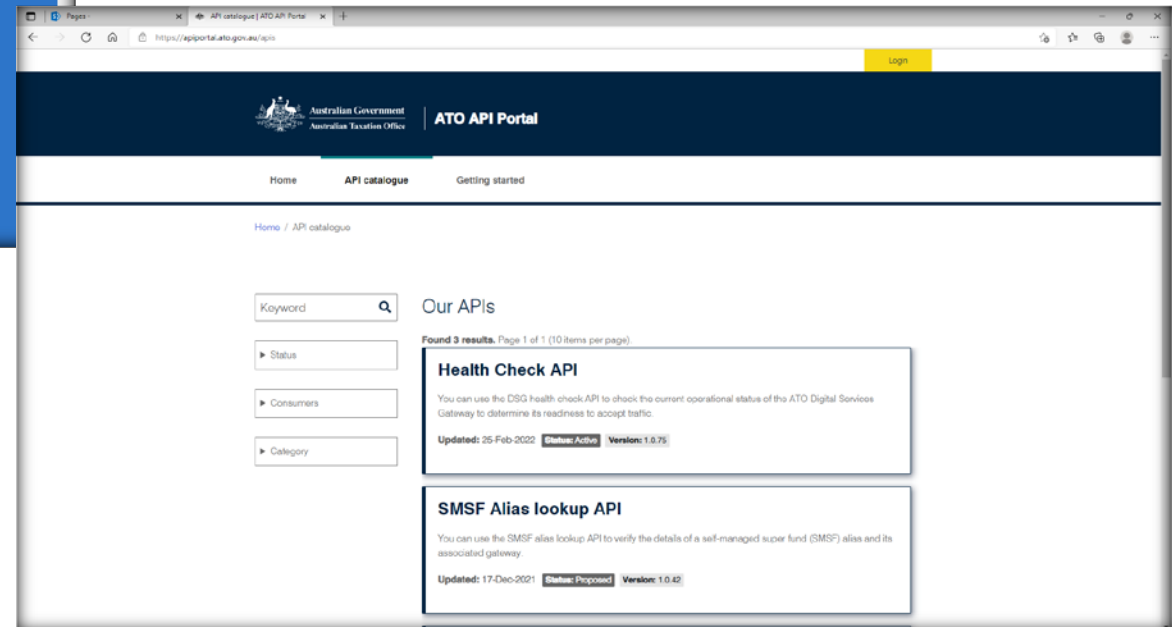 Pages -
API catalogue | ATO API Portal
https://apiportal.ato.gov.au/apis
Login
Australian Government
Australian Taxation Office
ATO API Portal
Home
API catalogue
Getting started
Home / API catalogue
Keyword
Status
Consumers
Category
Our APIs
Found 3 results. Page 1 of 1 (10 items per page).
Health Check API
You can use the DSG health check API to check the current operational status of the ATO Digital Services
Gateway to determine its readiness to accept traffic.
Updated: 25-Feb-2022 Status: Active Version: 1.0.75
SMSF Alias lookup API
You can use the SMSF alias lookup API to verify the details of a self-managed super fund (SMSF) alias and its
associated gateway.
Updated: 17-Dec-2021 Status: Proposed Version: 1.0.42